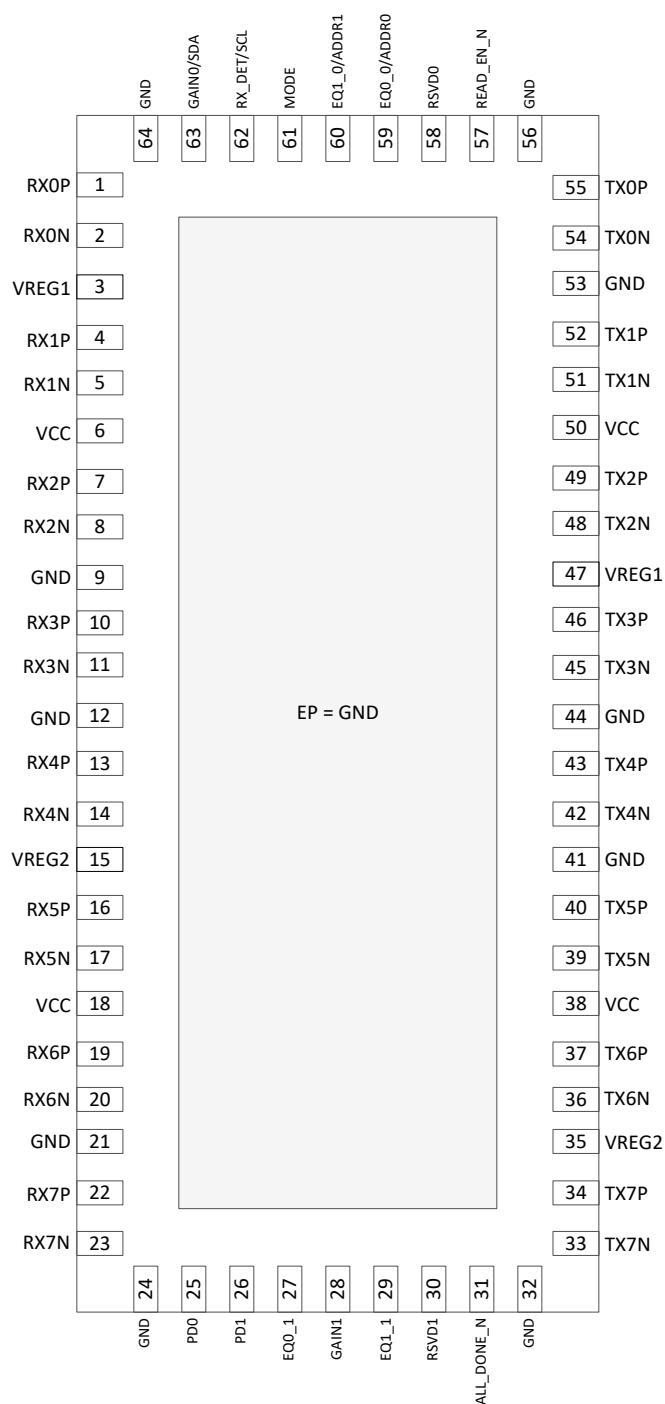 GND
GAIN0/SDA
RX_DET/SCL
MODE
EQ1_0/ADDR1
EQ0_0/ADDR0
RSVD0
READ_EN_N
GND
64
63
62
61
60
59
58
57
56
RX0P 1
55 TX0P
RX0N 2
54 TX0N
VREG1 3
53 GND
RX1P 4
52 TX1P
RX1N 5
51 TX1N
VCC 6
50 VCC
RX2P 7
49 TX2P
RX2N 8
48 TX2N
GND 9
47 VREG1
RX3P 10
46 TX3P
RX3N 11
45 TX3N
GND 12
EP = GND
44 GND
RX4P 13
43 TX4P
RX4N 14
42 TX4N
VREG2 15
41 GND
RX5P 16
40 TX5P
RX5N 17
39 TX5N
VCC 18
38 VCC
RX6P 19
37 TX6P
RX6N 20
36 TX6N
GND 21
35 VREG2
RX7P 22
34 TX7P
RX7N 23
33 TX7N
24
25
26
27
28
29
30
31
32
GND
PD0
PD1
EQ0_1
GAIN1
EQ1_1
RSVD1
ALL_DONE_N
GND